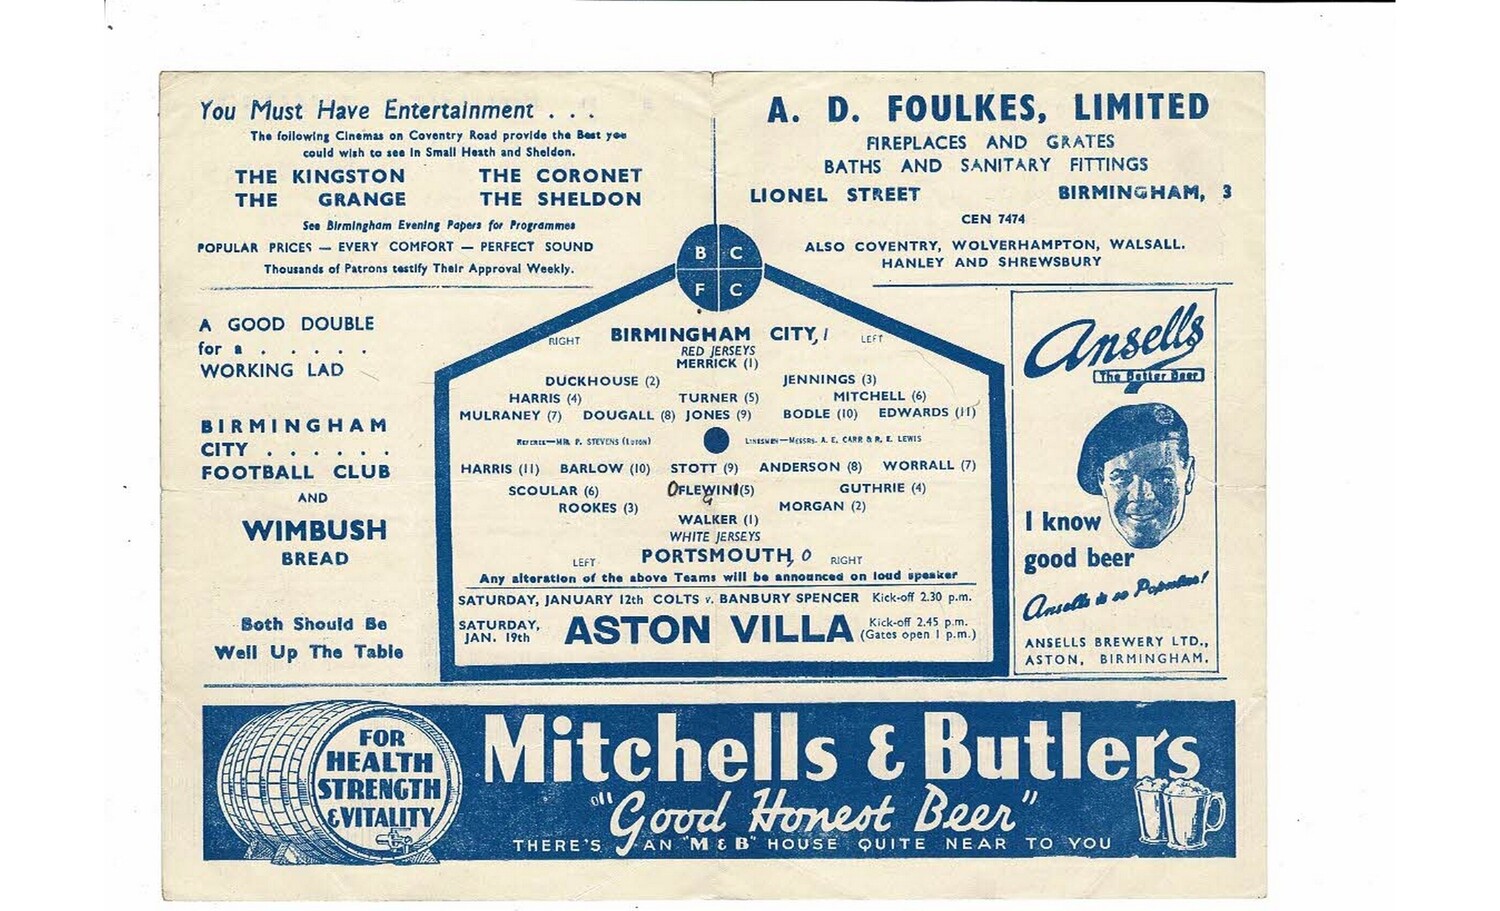 You Must Have Entertainment . . .
The following Cinemas on Coventry Road provide the Best you
could wish to see in Small Heath and Sheldon.
THE KINGSTON THE CORONET
THE GRANGE THE SHELDON
See Birmingham Evening Papers for Programmes
POPULAR PRICES — EVERY COMFORT — PERFECT SOUND
Thousands of Patrons testify Their Approval Weekly.
A. D. FOULKES, LIMITED
FIREPLACES AND GRATES
BATHS AND SANITARY FITTINGS
LIONEL STREET BIRMINGHAM, 3
CEN 7474
ALSO COVENTRY, WOLVERHAMPTON, WALSALL.
HANLEY AND SHREWSBURY
A GOOD DOUBLE
for a . . . . .
WORKING LAD
BIRMINGHAM
CITY . . . . . .
FOOTBALL CLUB
AND
WIMBUSH
BREAD
Both Should Be
Well Up The Table
B C
F C
RIGHT BIRMINGHAM CITY, 1 LEFT
RED JERSEYS
MERRICK (1)
DUCKHOUSE (2) JENNINGS (3)
HARRIS (4) TURNER (5) MITCHELL (6)
MULRANEY (7) DOUGALL (8) JONES (9) BODLE (10) EDWARDS (11)
REFEREE—MR. P. STEVENS (LUTON) LINESMEN—MESSRS. A. E. CARR & R. E. LEWIS
HARRIS (11) BARLOW (10) STOTT (9) ANDERSON (8) WORRALL (7)
SCOULAR (6) FLEWIN (5) GUTHRIE (4)
ROOKES (3) MORGAN (2)
WALKER (1)
WHITE JERSEYS
LEFT PORTSMOUTH, 0 RIGHT
Any alteration of the above Teams will be announced on loud speaker
SATURDAY, JANUARY 12th COLTS v. BANBURY SPENCER Kick-off 2.30 p.m.
SATURDAY, JAN. 19th ASTON VILLA Kick-off 2.45 p.m. (Gates open 1 p.m.)
Ansells
The Better Beer
I know
good beer
Ansells is so Popular!
ANSELLS BREWERY LTD.,
ASTON, BIRMINGHAM.
FOR
HEALTH
STRENGTH
& VITALITY
Mitchells & Butlers
"Good Honest Beer"
THERE'S AN "M & B" HOUSE QUITE NEAR TO YOU